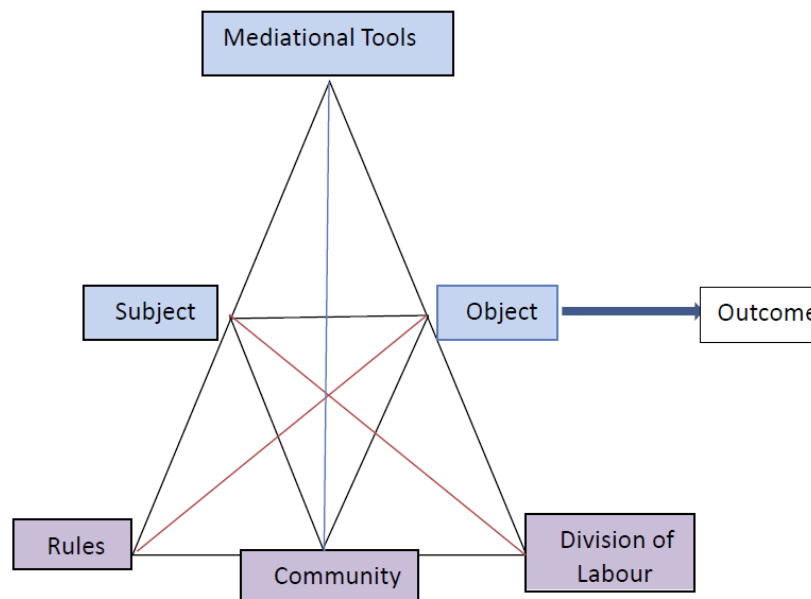 Mediational Tools
Subject
Object
Outcome
Rules
Community
Division of
Labour